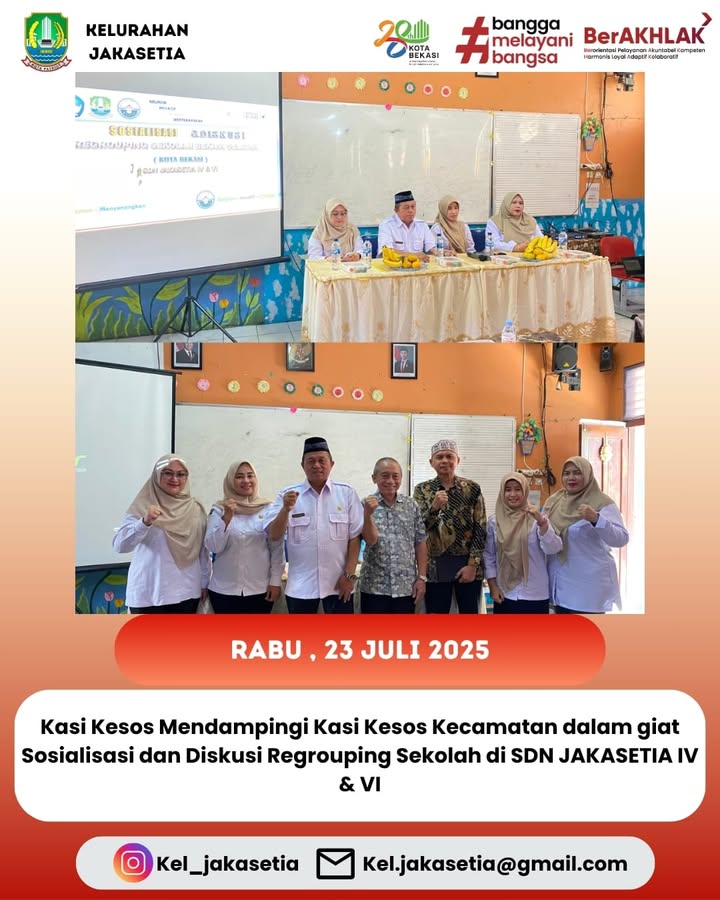 KELURAHAN
JAKASETIA
KOTA
BEKASI
#bangga
melayani
bangsa
BerAKHLAK
Berorientasi Pelayanan Akuntabel Kompeten
Harmonis Loyal Adaptif Kolaboratif
SOSIALISASI & DISKUSI
REGROUPING SEKOLAH
( KOTA BEKASI )
SDN JAKASETIA IV & VI
RABU , 23 JULI 2025
Kasi Kesos Mendampingi Kasi Kesos Kecamatan dalam giat
Sosialisasi dan Diskusi Regrouping Sekolah di SDN JAKASETIA IV
& VI
Kel_jakasetia
Kel.jakasetia@gmail.com